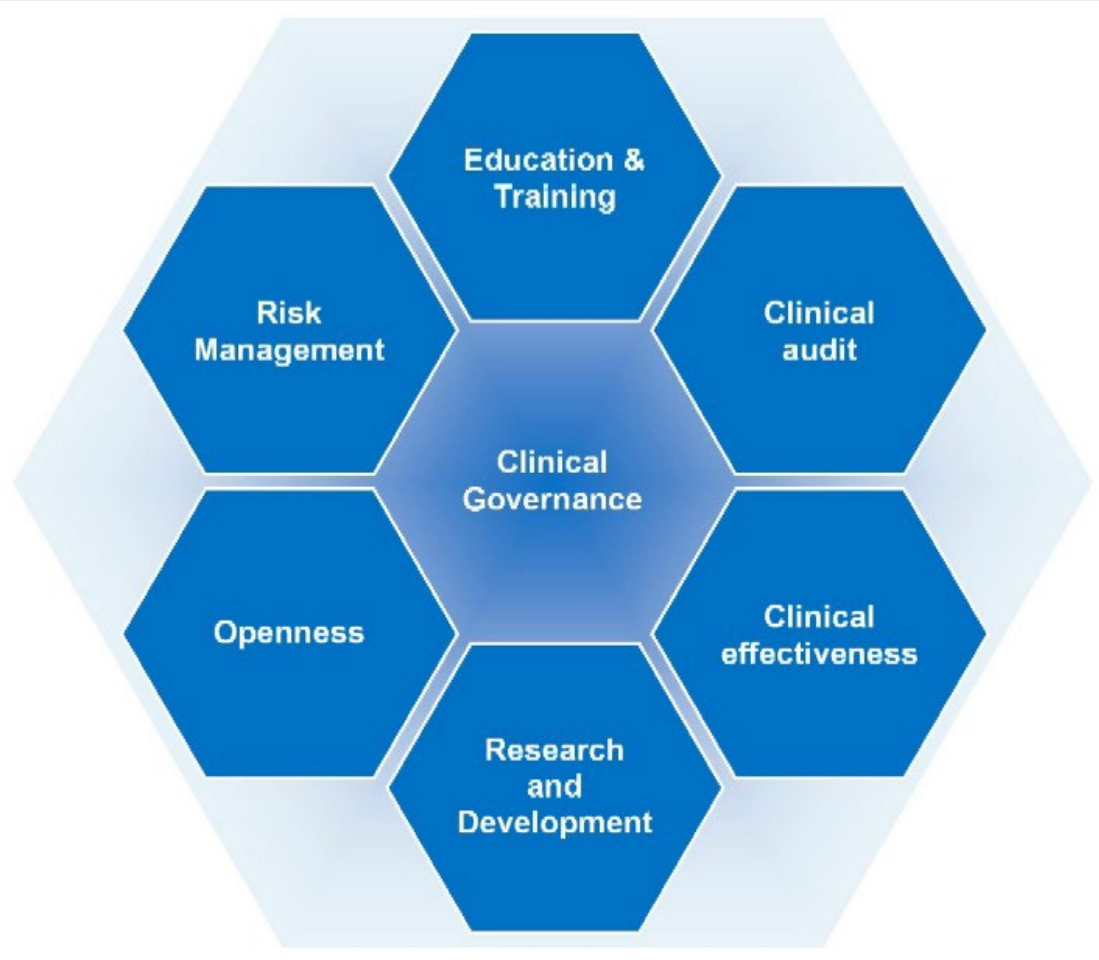 Education &
Training
Risk
Management
Clinical
audit
Clinical
Governance
Openness
Clinical
effectiveness
Research
and
Development